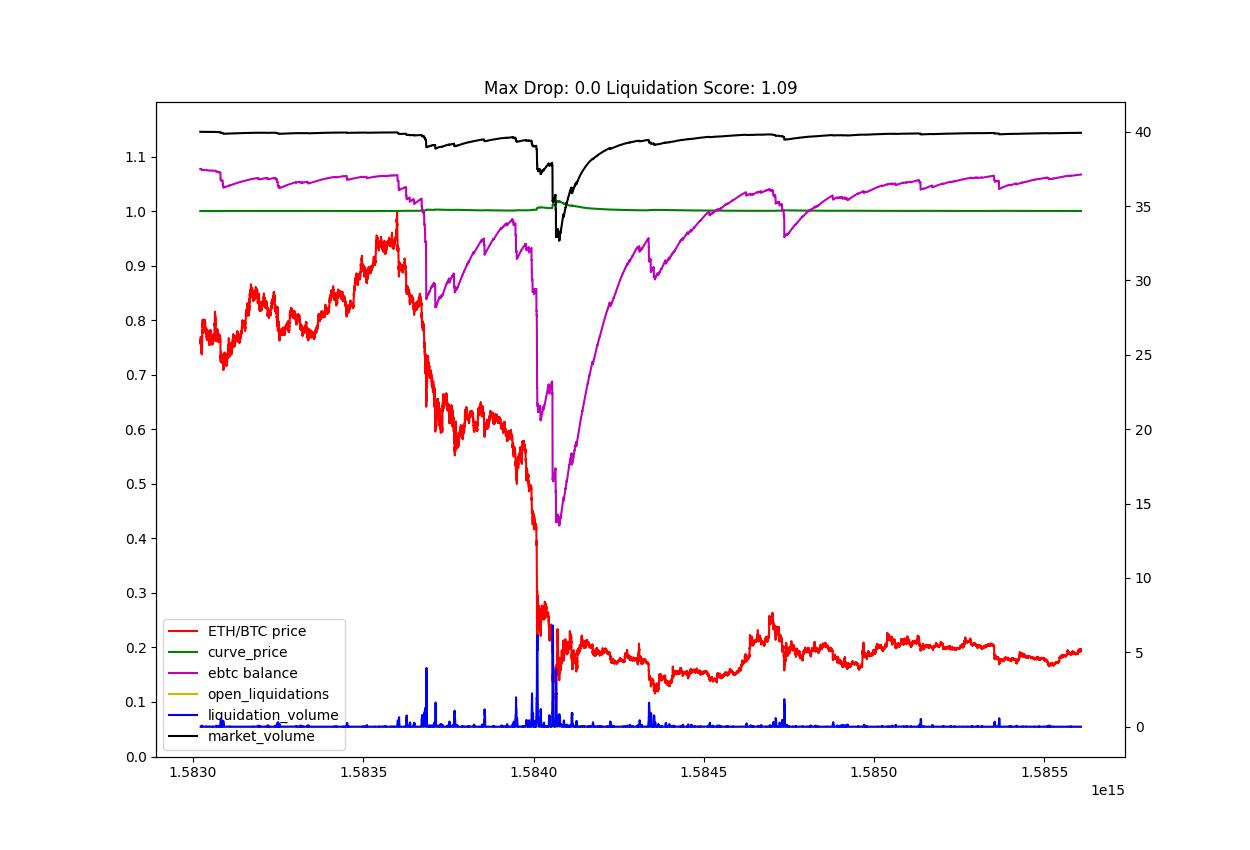 Max Drop: 0.0 Liquidation Score: 1.09
1.1
1.0
0.9
0.8
0.7
0.6
0.5
0.4
0.3
0.2
0.1
0.0
40
35
30
25
20
15
10
5
0
ETH/BTC price
curve_price
ebtc balance
open_liquidations
liquidation_volume
market_volume
1.5830 1.5835 1.5840 1.5845 1.5850 1.5855
1e15